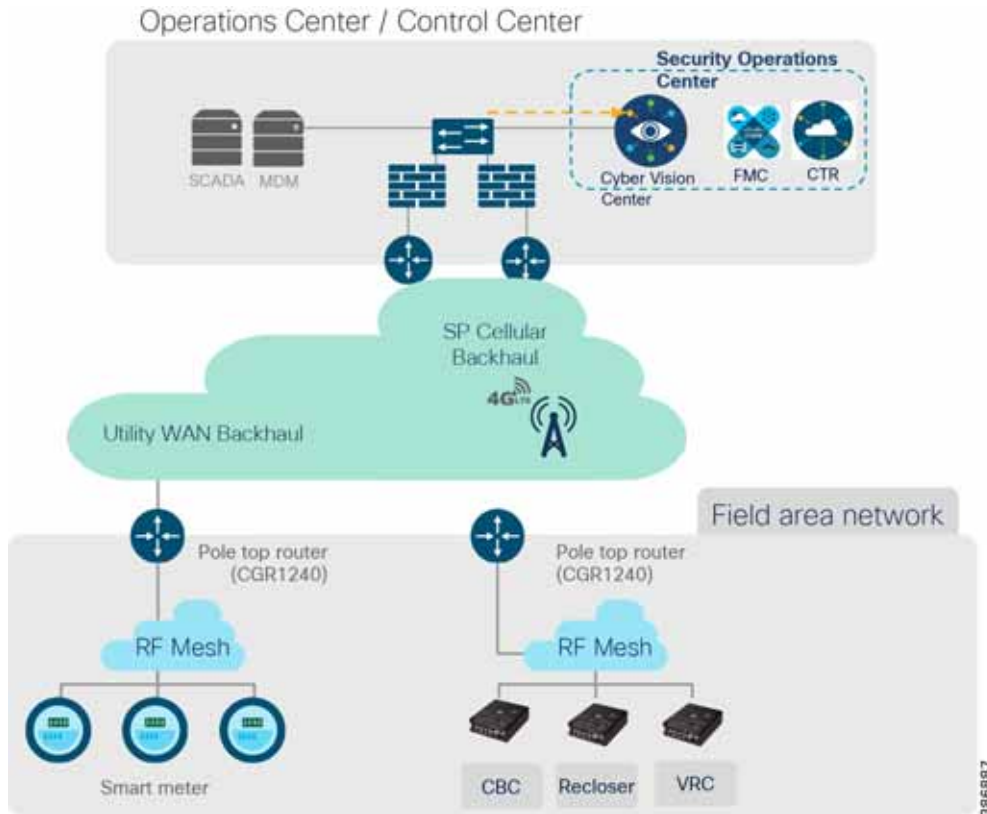 Operations Center / Control Center
Security Operations
Center
SCADA
MDM
Cyber Vision
Center
FMC
CTR
SP Cellular
Backhaul
4G LTE
Utility WAN Backhaul
Field area network
Pole top router
(CGR1240)
Pole top router
(CGR1240)
RF Mesh
RF Mesh
Smart meter
CBC
Recloser
VRC
386887